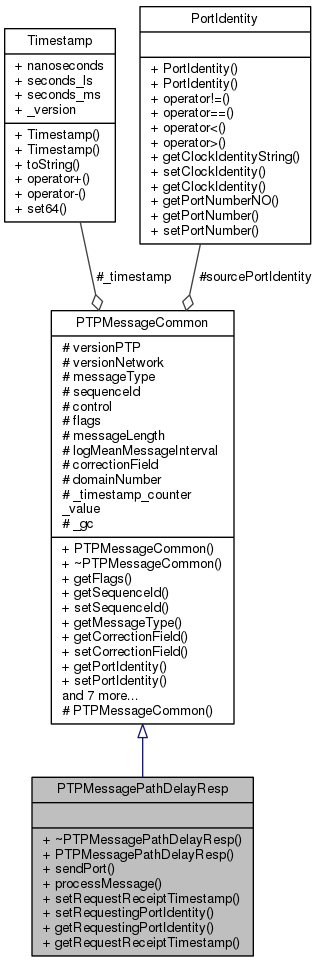 Timestamp
+ nanoseconds
+ seconds_ls
+ seconds_ms
+ _version
+ Timestamp()
+ Timestamp()
+ toString()
+ operator+()
+ operator-()
+ set64()
PortIdentity
+ PortIdentity()
+ PortIdentity()
+ operator!=()
+ operator==()
+ operator<()
+ operator>()
+ getClockIdentityString()
+ setClockIdentity()
+ getClockIdentity()
+ getPortNumberNO()
+ getPortNumber()
+ setPortNumber()
#_timestamp
#sourcePortIdentity
PTPMessageCommon
# versionPTP
# versionNetwork
# messageType
# sequenceId
# control
# flags
# messageLength
# logMeanMessageInterval
# correctionField
# domainNumber
# _timestamp_counter
_value
# _gc
+ PTPMessageCommon()
+ ~PTPMessageCommon()
+ getFlags()
+ getSequenceId()
+ setSequenceId()
+ getMessageType()
+ getCorrectionField()
+ setCorrectionField()
+ getPortIdentity()
+ setPortIdentity()
and 7 more...
# PTPMessageCommon()
PTPMessagePathDelayResp
+ ~PTPMessagePathDelayResp()
+ PTPMessagePathDelayResp()
+ sendPort()
+ processMessage()
+ setRequestReceiptTimestamp()
+ setRequestingPortIdentity()
+ getRequestingPortIdentity()
+ getRequestReceiptTimestamp()